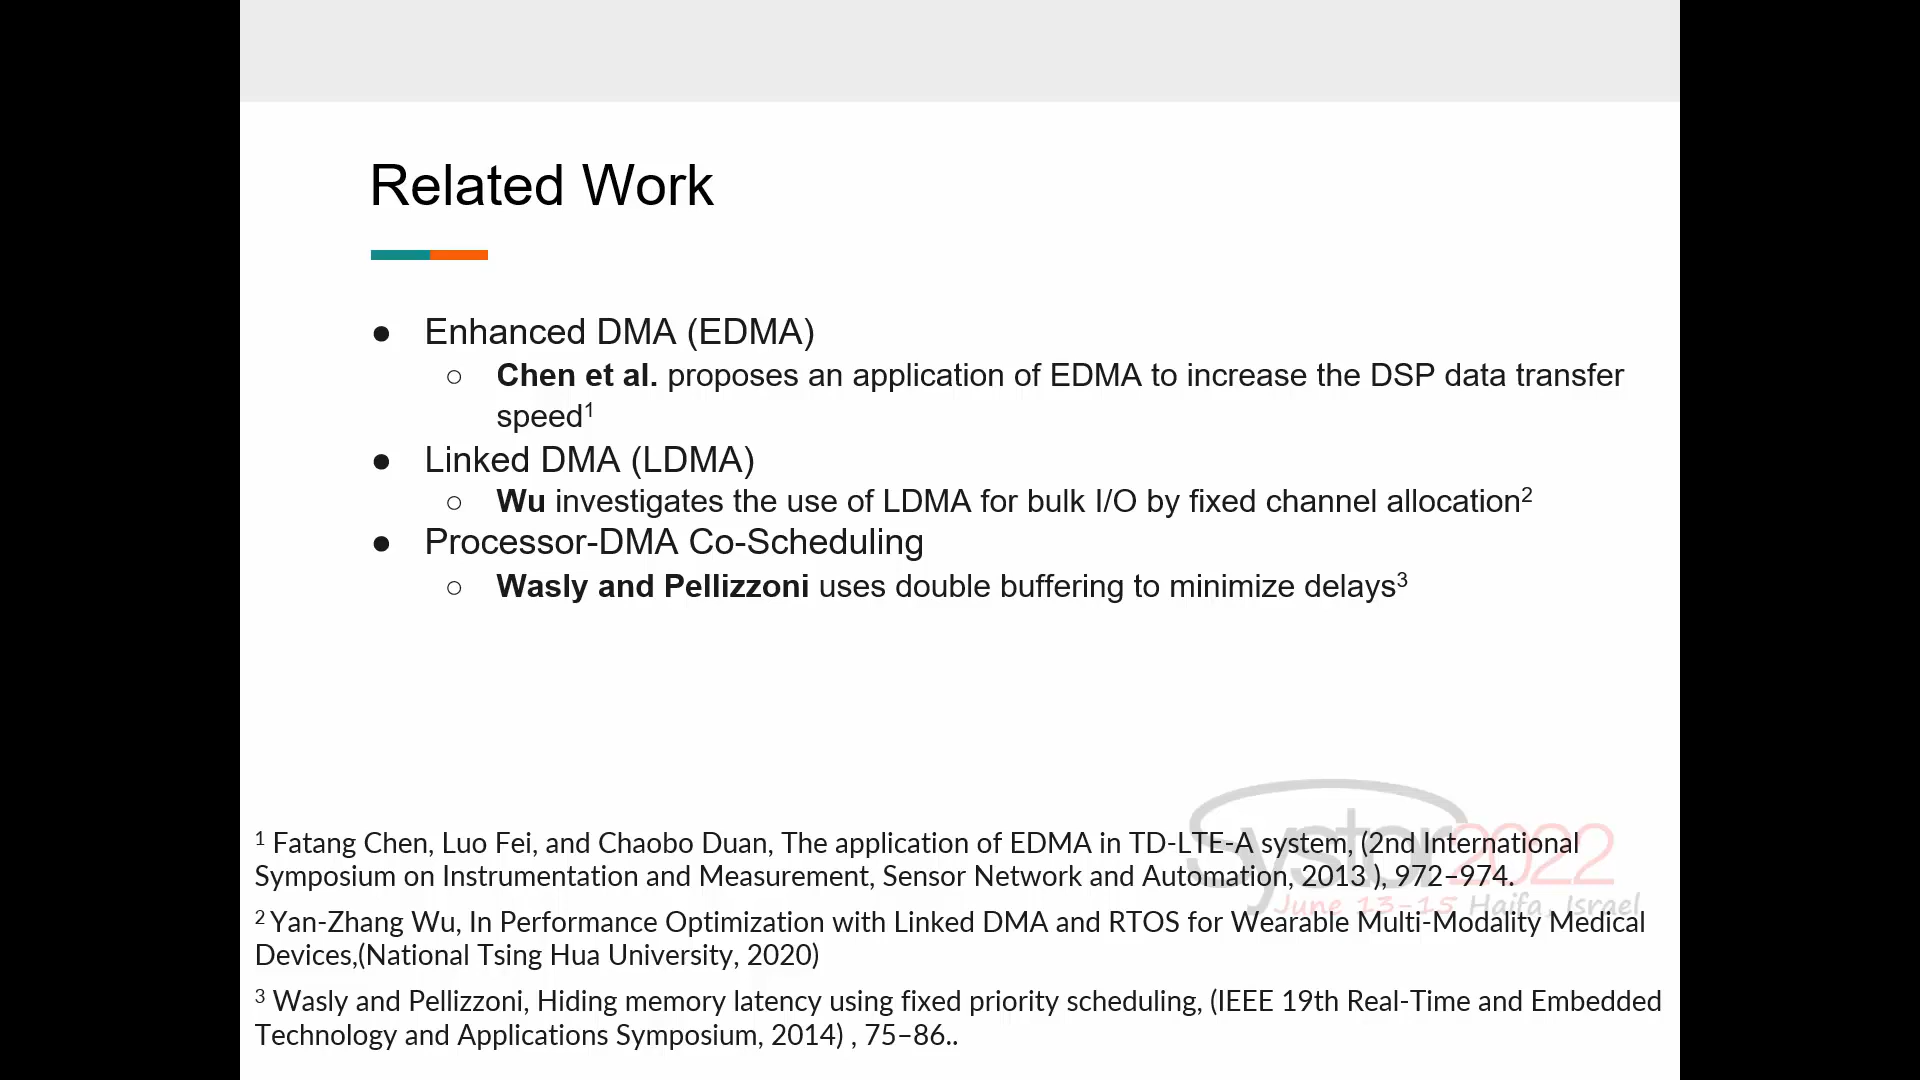 Related Work
● Enhanced DMA (EDMA)
○ Chen et al. proposes an application of EDMA to increase the DSP data transfer
speed¹
● Linked DMA (LDMA)
○ Wu investigates the use of LDMA for bulk I/O by fixed channel allocation²
● Processor-DMA Co-Scheduling
○ Wasly and Pellizzoni uses double buffering to minimize delays³
Systor 2022
June 13-15 Haifa, Israel
¹ Fatang Chen, Luo Fei, and Chaobo Duan, The application of EDMA in TD-LTE-A system, (2nd International
Symposium on Instrumentation and Measurement, Sensor Network and Automation, 2013 ), 972–974.
² Yan-Zhang Wu, In Performance Optimization with Linked DMA and RTOS for Wearable Multi-Modality Medical
Devices,(National Tsing Hua University, 2020)
³ Wasly and Pellizzoni, Hiding memory latency using fixed priority scheduling, (IEEE 19th Real-Time and Embedded
Technology and Applications Symposium, 2014) , 75–86..